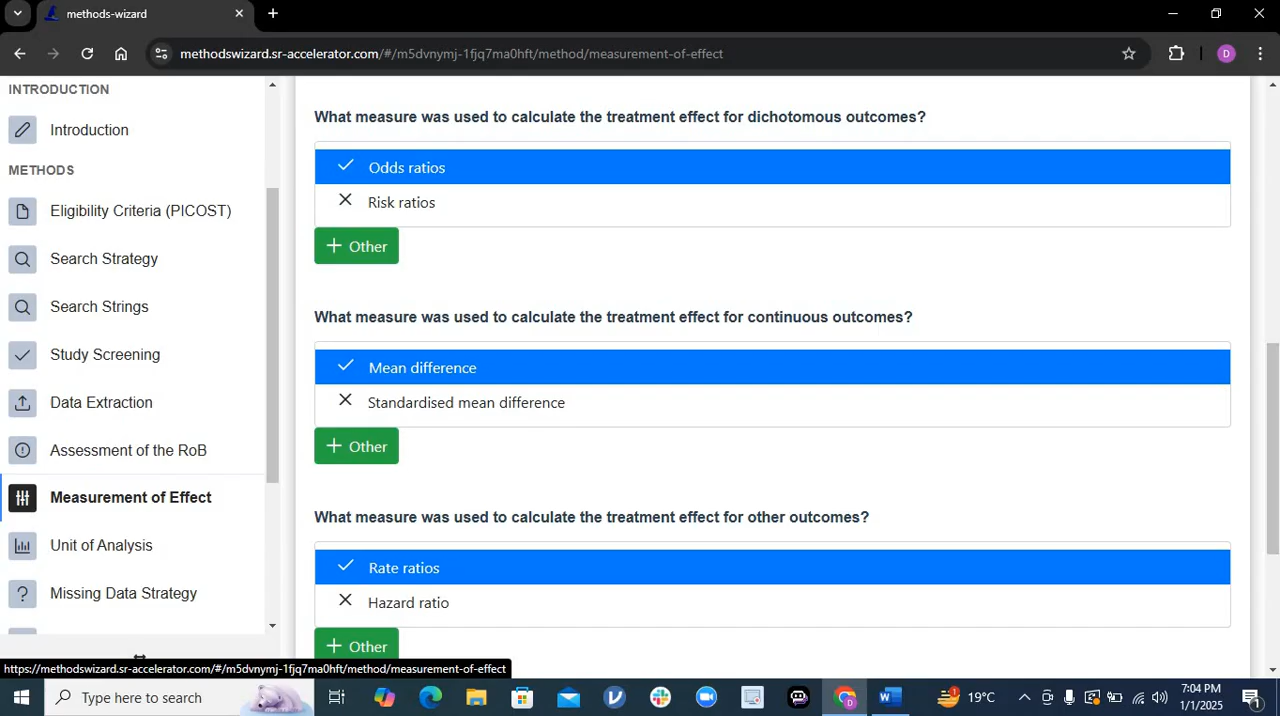 methods-wizard
methodswizard.sr-accelerator.com/#/m5dvnymj-1fjq7ma0hft/method/measurement-of-effect
D
INTRODUCTION
Introduction
METHODS
Eligibility Criteria (PICOST)
Search Strategy
Search Strings
Study Screening
Data Extraction
Assessment of the RoB
Measurement of Effect
Unit of Analysis
Missing Data Strategy
What measure was used to calculate the treatment effect for dichotomous outcomes?
Odds ratios
Risk ratios
+ Other
What measure was used to calculate the treatment effect for continuous outcomes?
Mean difference
Standardised mean difference
+ Other
What measure was used to calculate the treatment effect for other outcomes?
Rate ratios
Hazard ratio
+ Other
https://methodswizard.sr-accelerator.com/#/m5dvnymj-1fjq7ma0hft/method/measurement-of-effect
Type here to search
19°C
7:04 PM
1/1/2025